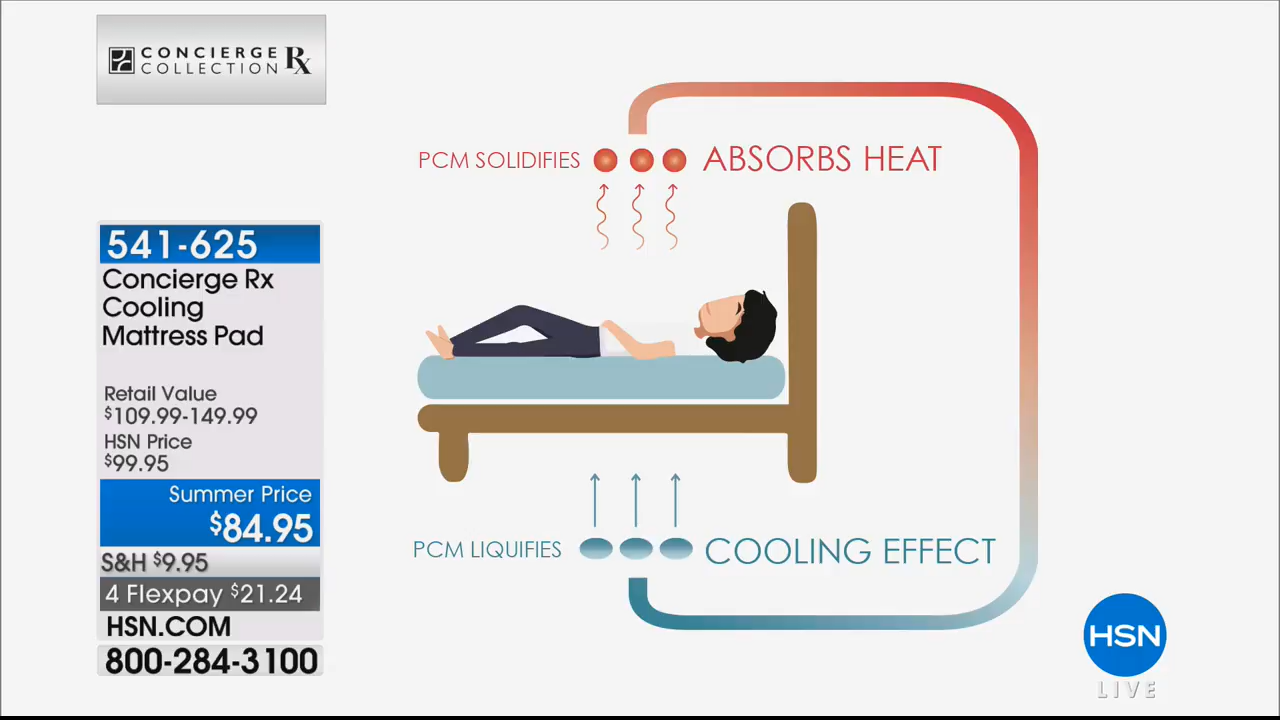 CONCIERGE
COLLECTION Rx
PCM SOLIDIFIES
ABSORBS HEAT
541-625
Concierge Rx
Cooling
Mattress Pad
Retail Value
$109.99-149.99
HSN Price
$99.95
Summer Price
$84.95
S&H $9.95
4 Flexpay $21.24
HSN.COM
800-284-3100
PCM LIQUIFIES
COOLING EFFECT
HSN
LIVE